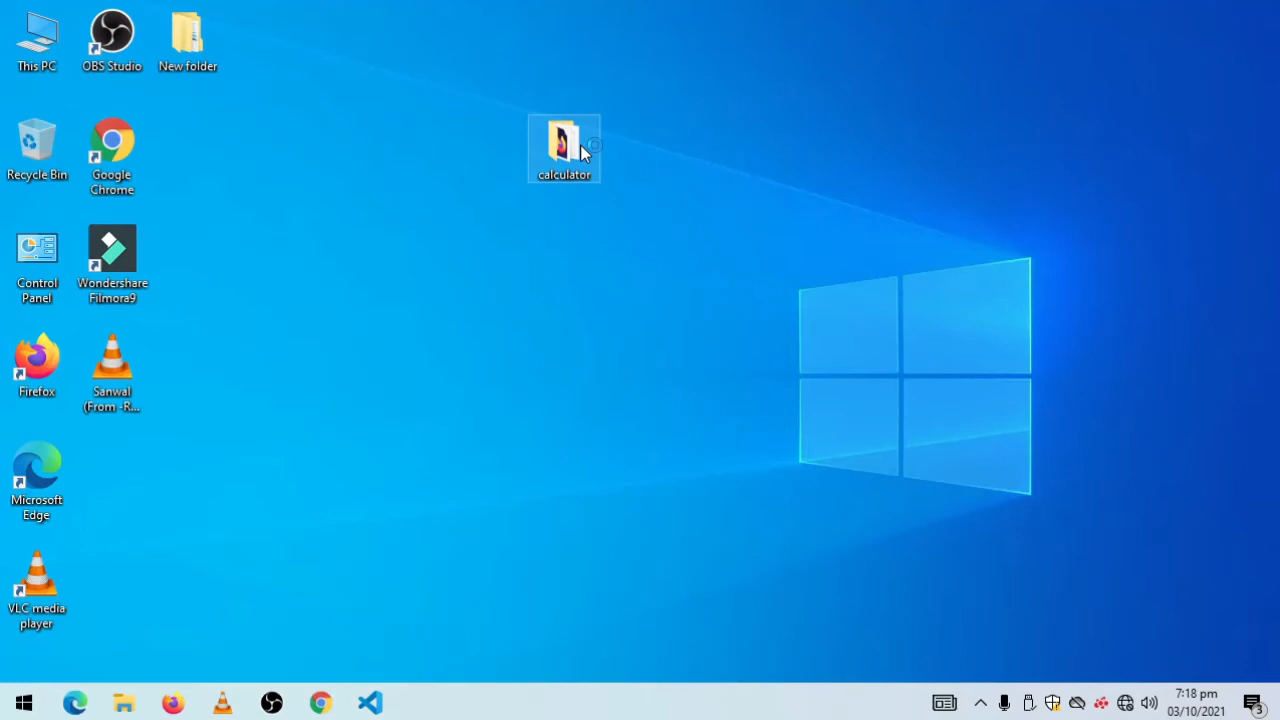 This PC
OBS Studio
New folder
calculator
Recycle Bin
Google
Chrome
Control
Panel
Wondershare
Filmora9
Firefox
Sanwal
(From -R...
Microsoft
Edge
VLC media
player
7:18 pm
03/10/2021
3